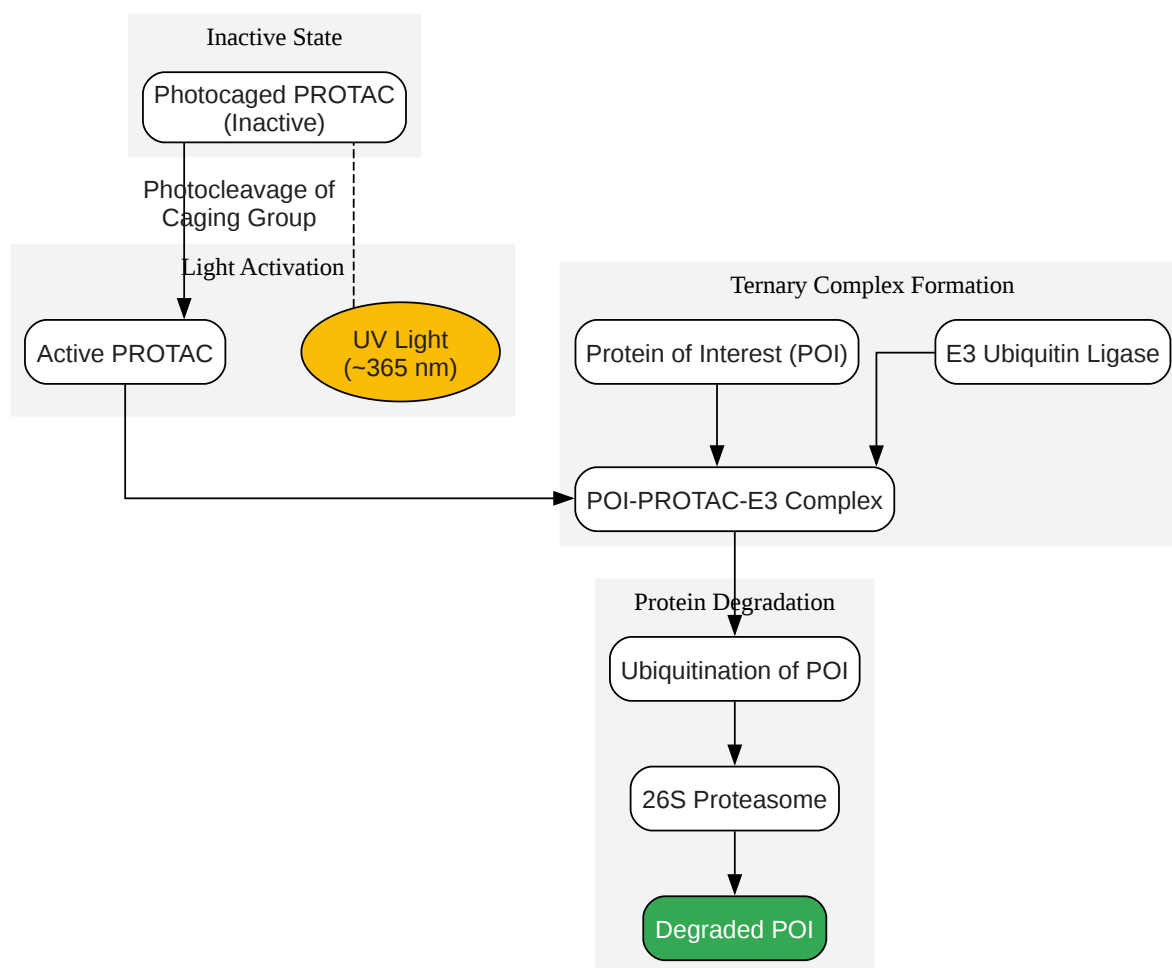 Inactive State
Photocaged PROTAC
(Inactive)
Photocleavage of
Caging Group
Light Activation
Active PROTAC
UV Light
(~365 nm)
Ternary Complex Formation
Protein of Interest (POI)
E3 Ubiquitin Ligase
POI-PROTAC-E3 Complex
Protein Degradation
Ubiquitination of POI
26S Proteasome
Degraded POI